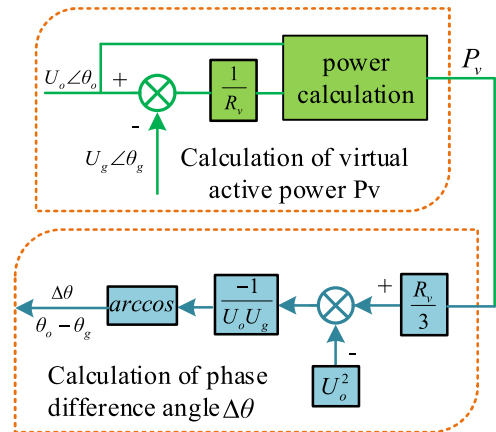 U_o∠θ_o
+
1/R_v
power
calculation
P_v
-
U_g∠θ_g
Calculation of virtual
active power Pv
Δθ
θ_o − θ_g
arccos
-1/U_oU_g
+
R_v/3
-
U_o^2
Calculation of phase
difference angle Δθ